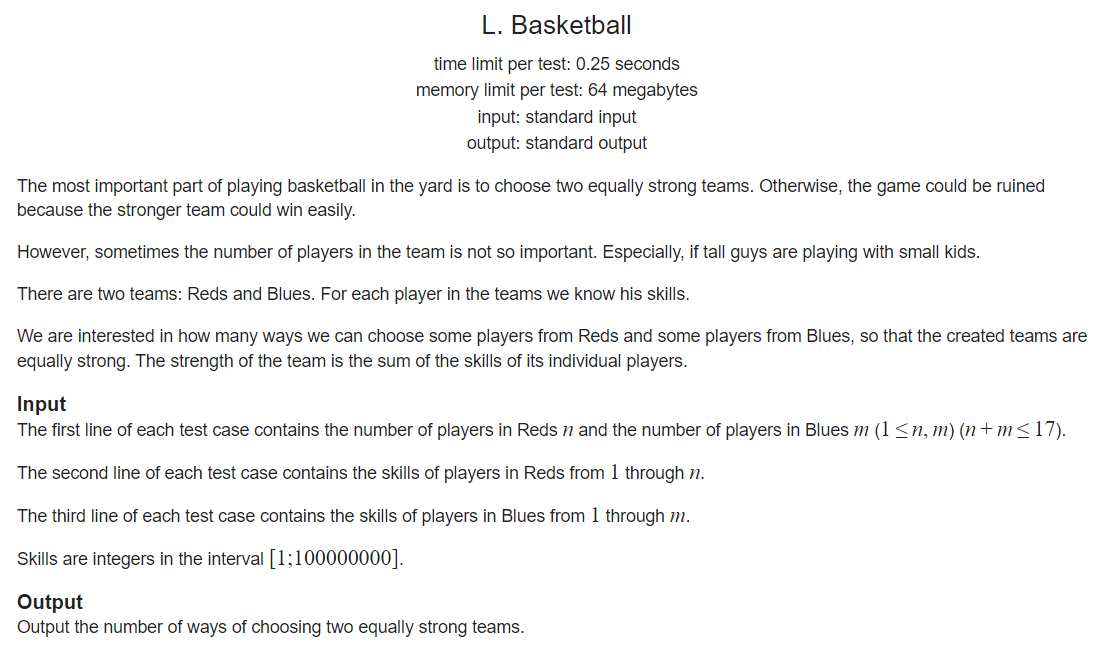 L. Basketball
time limit per test: 0.25 seconds
memory limit per test: 64 megabytes
input: standard input
output: standard output
The most important part of playing basketball in the yard is to choose two equally strong teams. Otherwise, the game could be ruined
because the stronger team could win easily.
However, sometimes the number of players in the team is not so important. Especially, if tall guys are playing with small kids.
There are two teams: Reds and Blues. For each player in the teams we know his skills.
We are interested in how many ways we can choose some players from Reds and some players from Blues, so that the created teams are
equally strong. The strength of the team is the sum of the skills of its individual players.
Input
The first line of each test case contains the number of players in Reds n and the number of players in Blues m (1 ≤ n, m) (n + m ≤ 17).
The second line of each test case contains the skills of players in Reds from 1 through n.
The third line of each test case contains the skills of players in Blues from 1 through m.
Skills are integers in the interval [1;100000000].
Output
Output the number of ways of choosing two equally strong teams.